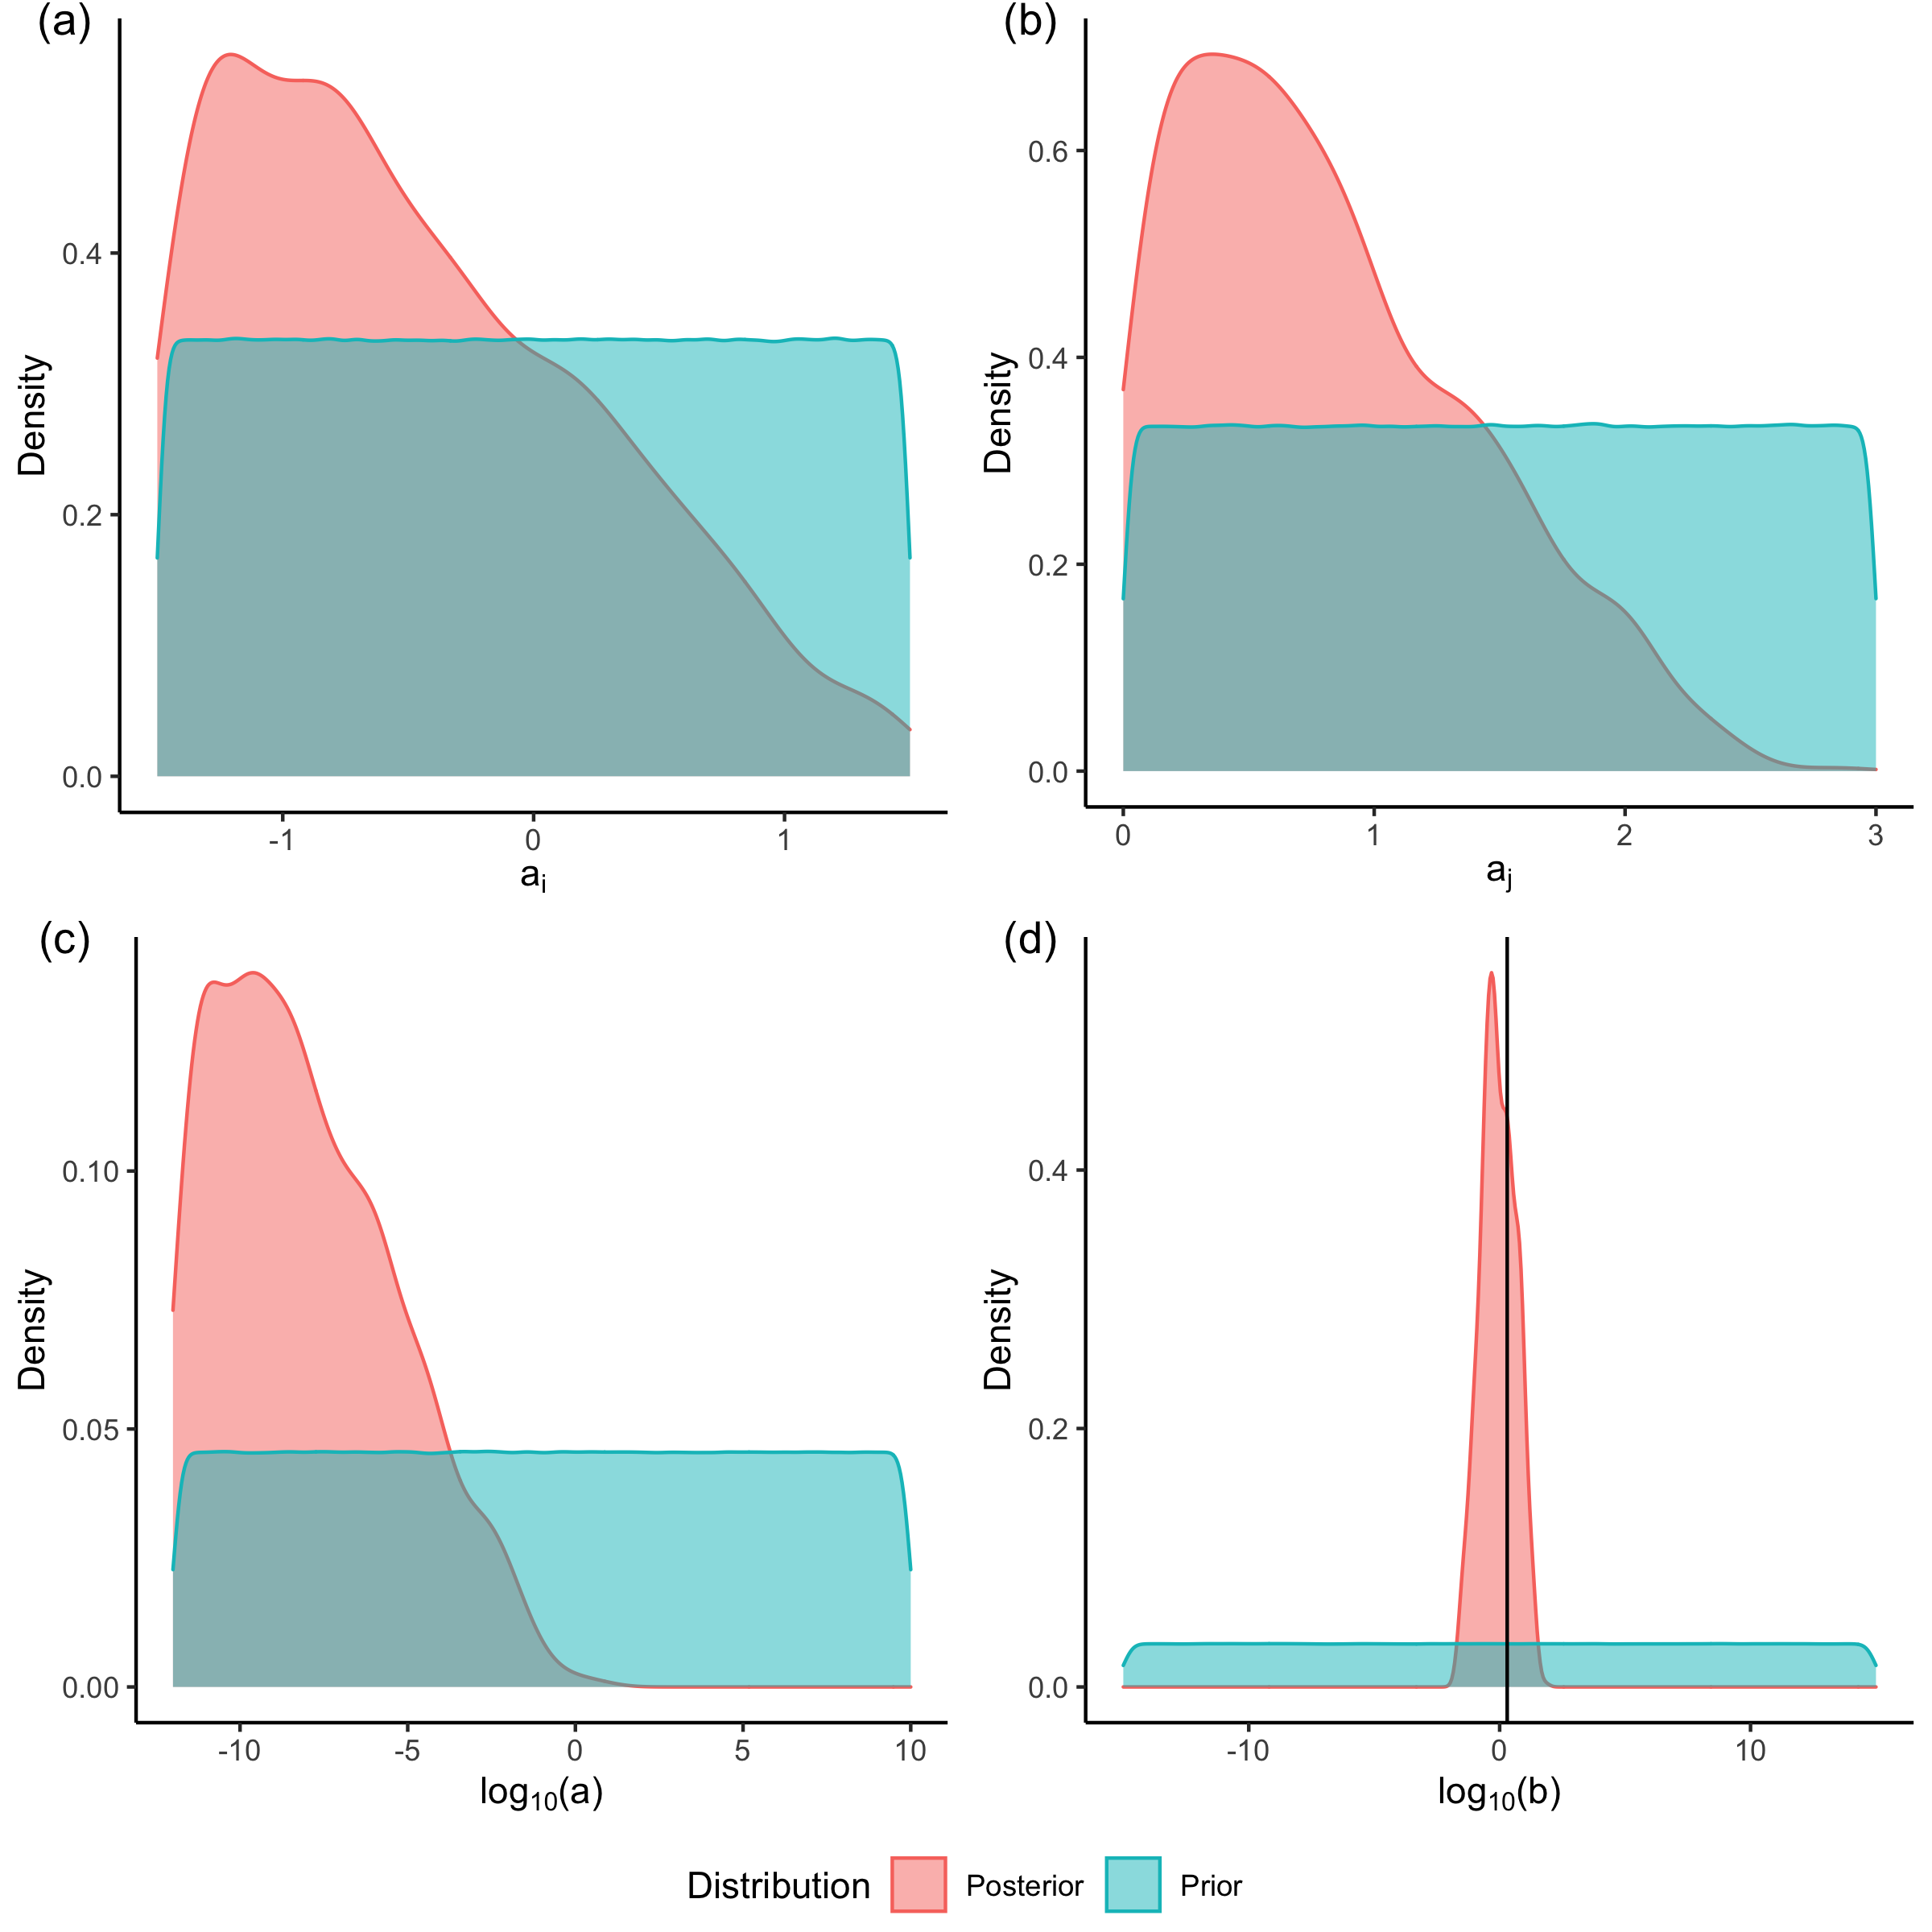 (a)
Density
0.4
0.2
0.0
-1 0 1
a_i
(b)
Density
0.6
0.4
0.2
0.0
0 1 2 3
a_j
(c)
Density
0.10
0.05
0.00
-10 -5 0 5 10
log_10(a)
(d)
Density
0.4
0.2
0.0
-10 0 10
log_10(b)
Distribution Posterior Prior